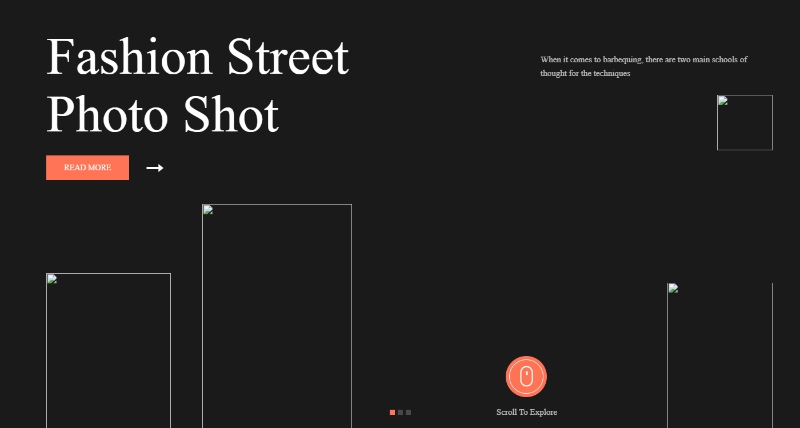 Fashion Street
Photo Shot
When it comes to barbequing, there are two main schools of
thought for the techniques
READ MORE
Scroll To Explore